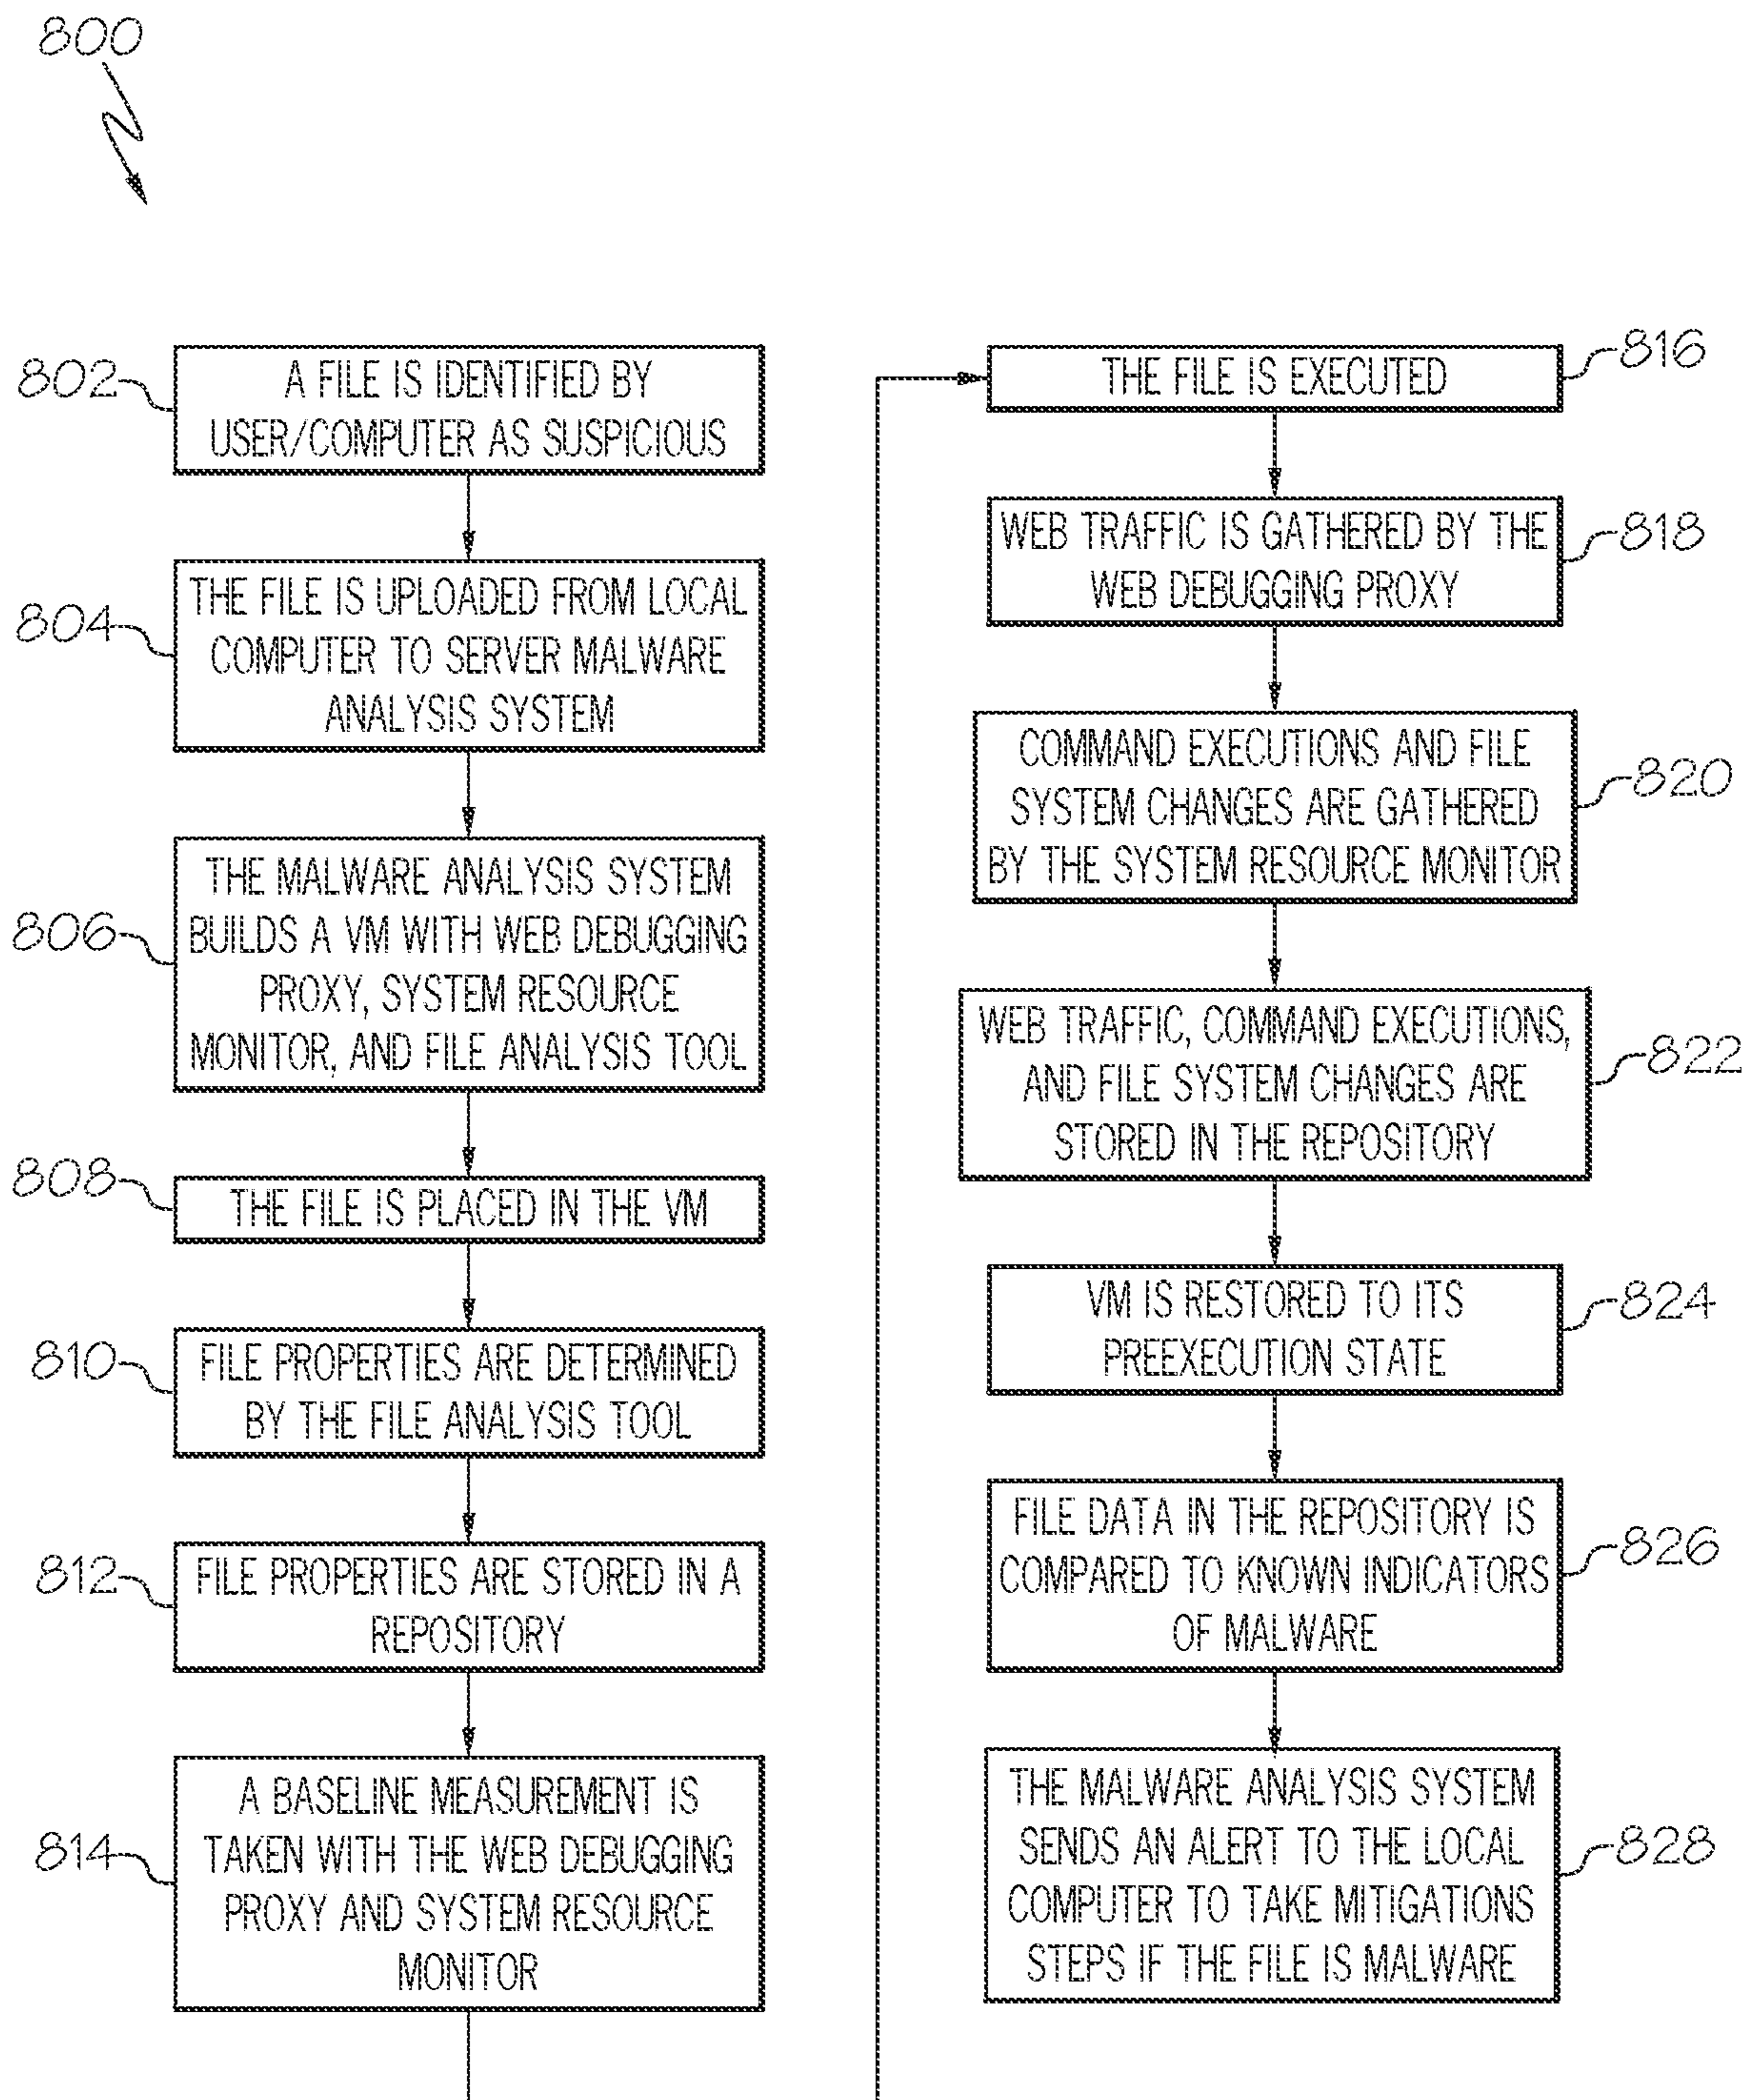 800
802
A FILE IS IDENTIFIED BY
USER/COMPUTER AS SUSPICIOUS
804
THE FILE IS UPLOADED FROM LOCAL
COMPUTER TO SERVER MALWARE
ANALYSIS SYSTEM
806
THE MALWARE ANALYSIS SYSTEM
BUILDS A VM WITH WEB DEBUGGING
PROXY, SYSTEM RESOURCE
MONITOR, AND FILE ANALYSIS TOOL
808
THE FILE IS PLACED IN THE VM
810
FILE PROPERTIES ARE DETERMINED
BY THE FILE ANALYSIS TOOL
812
FILE PROPERTIES ARE STORED IN A
REPOSITORY
814
A BASELINE MEASUREMENT IS
TAKEN WITH THE WEB DEBUGGING
PROXY AND SYSTEM RESOURCE
MONITOR
816
THE FILE IS EXECUTED
818
WEB TRAFFIC IS GATHERED BY THE
WEB DEBUGGING PROXY
820
COMMAND EXECUTIONS AND FILE
SYSTEM CHANGES ARE GATHERED
BY THE SYSTEM RESOURCE MONITOR
822
WEB TRAFFIC, COMMAND EXECUTIONS,
AND FILE SYSTEM CHANGES ARE
STORED IN THE REPOSITORY
824
VM IS RESTORED TO ITS
PREEXECUTION STATE
826
FILE DATA IN THE REPOSITORY IS
COMPARED TO KNOWN INDICATORS
OF MALWARE
828
THE MALWARE ANALYSIS SYSTEM
SENDS AN ALERT TO THE LOCAL
COMPUTER TO TAKE MITIGATIONS
STEPS IF THE FILE IS MALWARE